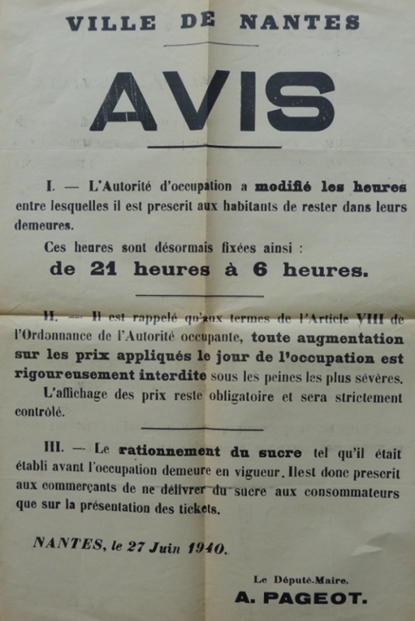 VILLE DE NANTES
AVIS
I. — L'Autorité d'occupation a modifié les heures
entre lesquelles il est prescrit aux habitants de rester dans leurs
demeures.
Ces heures sont désormais fixées ainsi :
de 21 heures à 6 heures.
II. — Il est rappelé qu'aux termes de l'Article VIII de
l'Ordonnance de l'Autorité occupante, toute augmentation
sur les prix appliqués le jour de l'occupation est
rigoureusement interdite sous les peines les plus sévères.
L'affichage des prix reste obligatoire et sera strictement
contrôlé.
III. — Le rationnement du sucre tel qu'il était
établi avant l'occupation demeure en vigueur. Ilest donc prescrit
aux commerçants de ne délivrer du sucre aux consommateurs
que sur la présentation des tickets.
NANTES, le 27 Juin 1940.
Le Député-Maire.
A. PAGEOT.